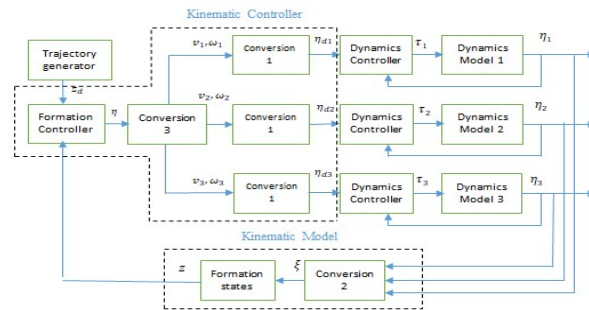 Kinematic Controller
Trajectory
generator
z_d
Formation
Controller
η
Conversion
3
v₁,ω₁
Conversion
1
η_d1
Dynamics
Controller
τ₁
Dynamics
Model 1
η₁
v₂,ω₂
Conversion
1
η_d2
Dynamics
Controller
τ₂
Dynamics
Model 2
η₂
v₃,ω₃
Conversion
1
η_d3
Dynamics
Controller
τ₃
Dynamics
Model 3
η₃
Kinematic Model
z
Formation
states
ξ
Conversion
2